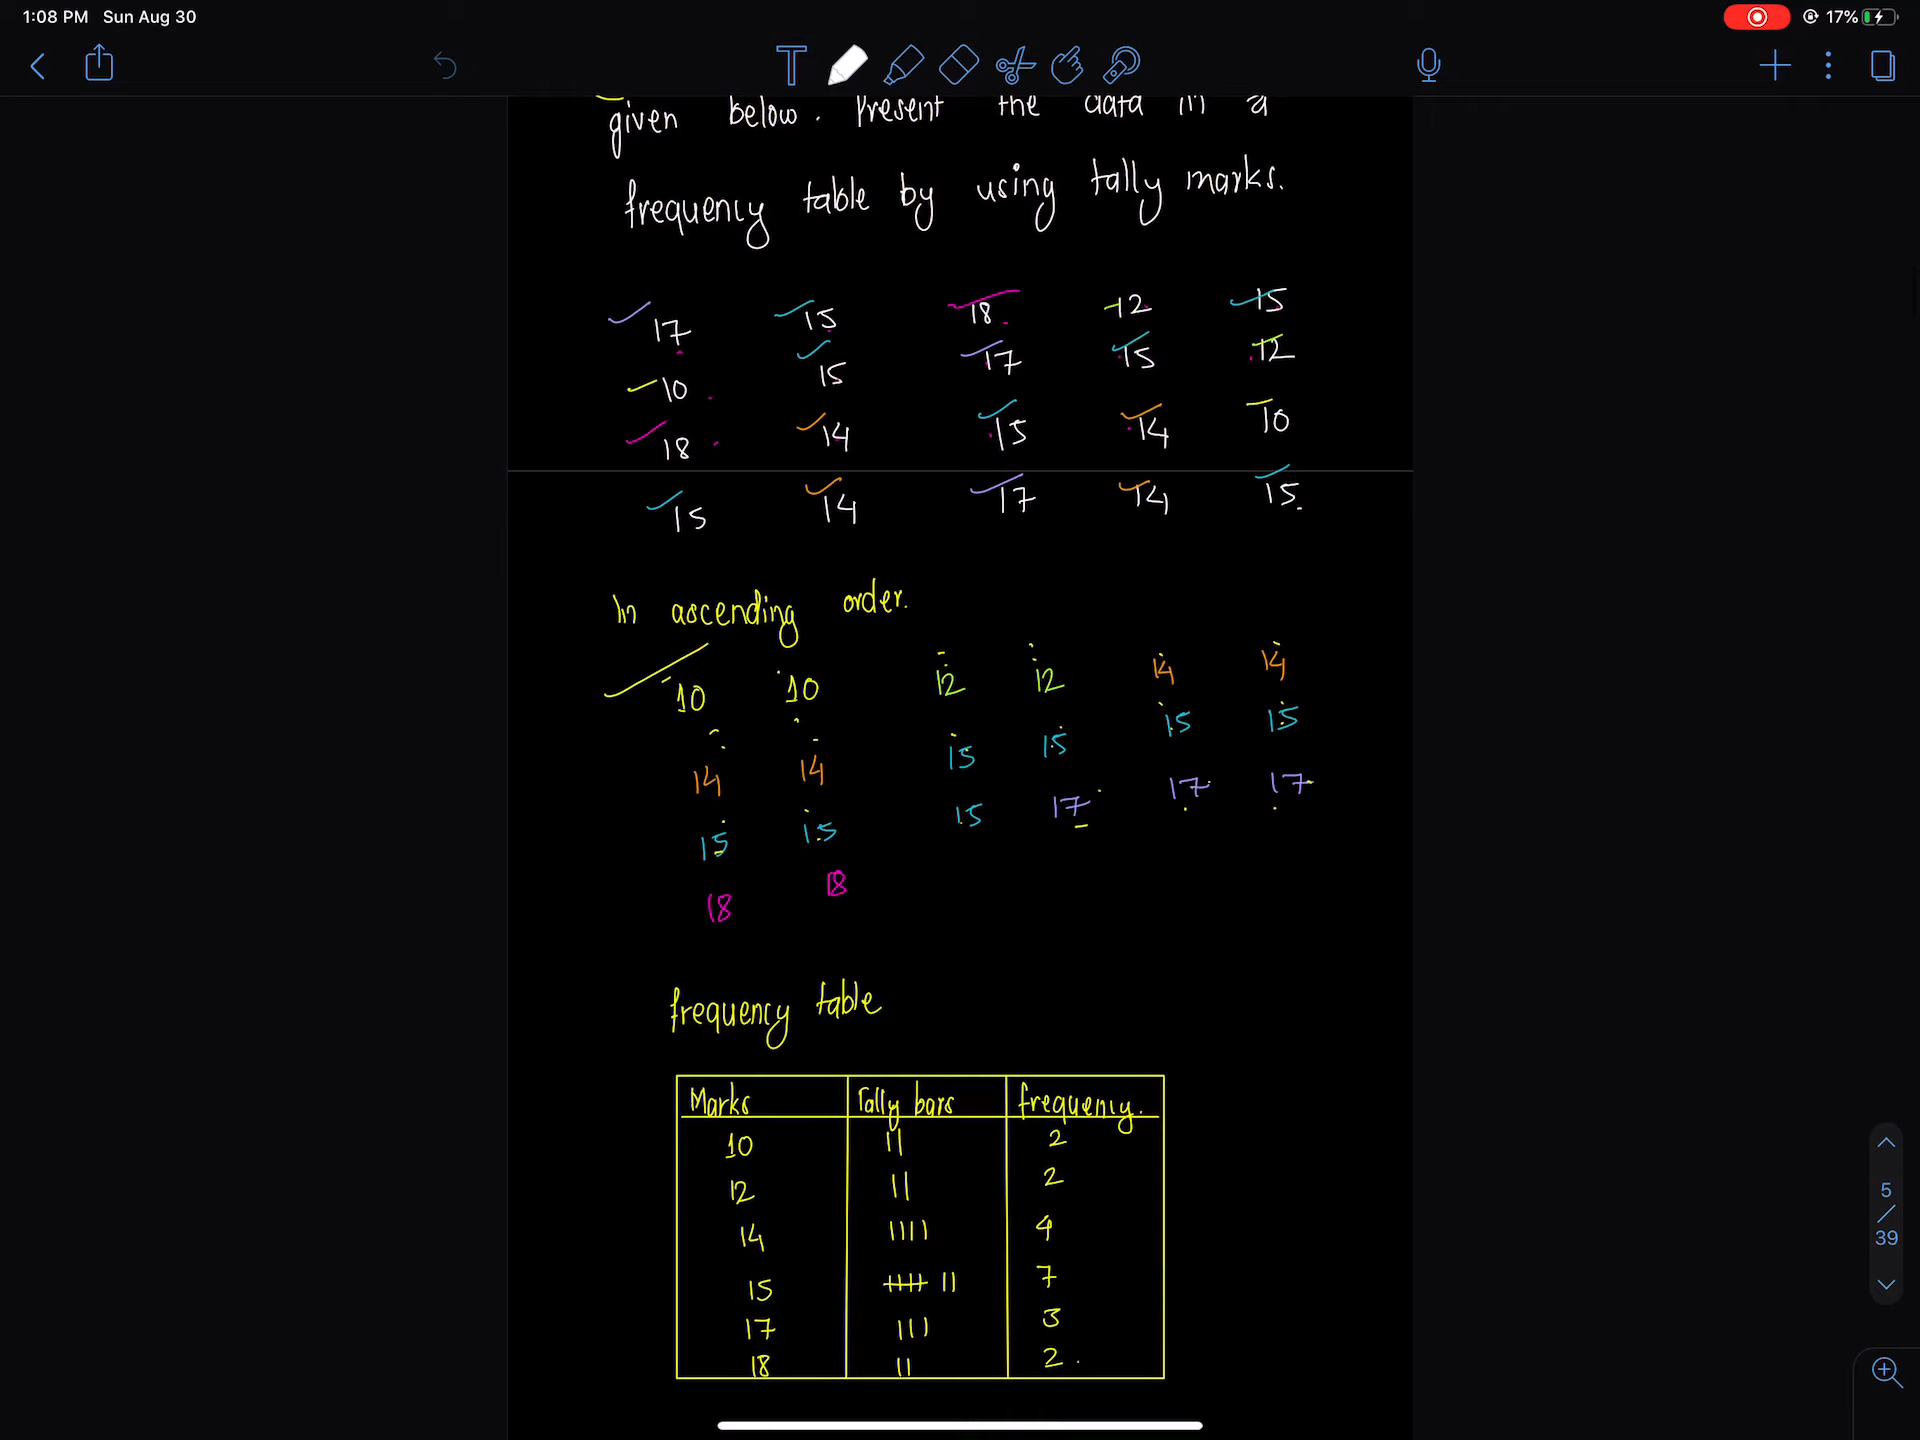 1:08 PM Sun Aug 30 17%
given below. Present the data in a
frequency table by using tally marks.
17 15 18. 12 15
10 15 17 15 12
18 14 15 14 10
15 14 17 14 15.
In ascending order.
10 10 12 12 14 14
14 14 15 15 15 15
15 15 15 17 17 17
18 18
frequency table
Marks Tally bars frequency.
10 || 2
12 || 2
14 |||| 4
15 |||| || 7
17 ||| 3
18 || 2.
5
/
39